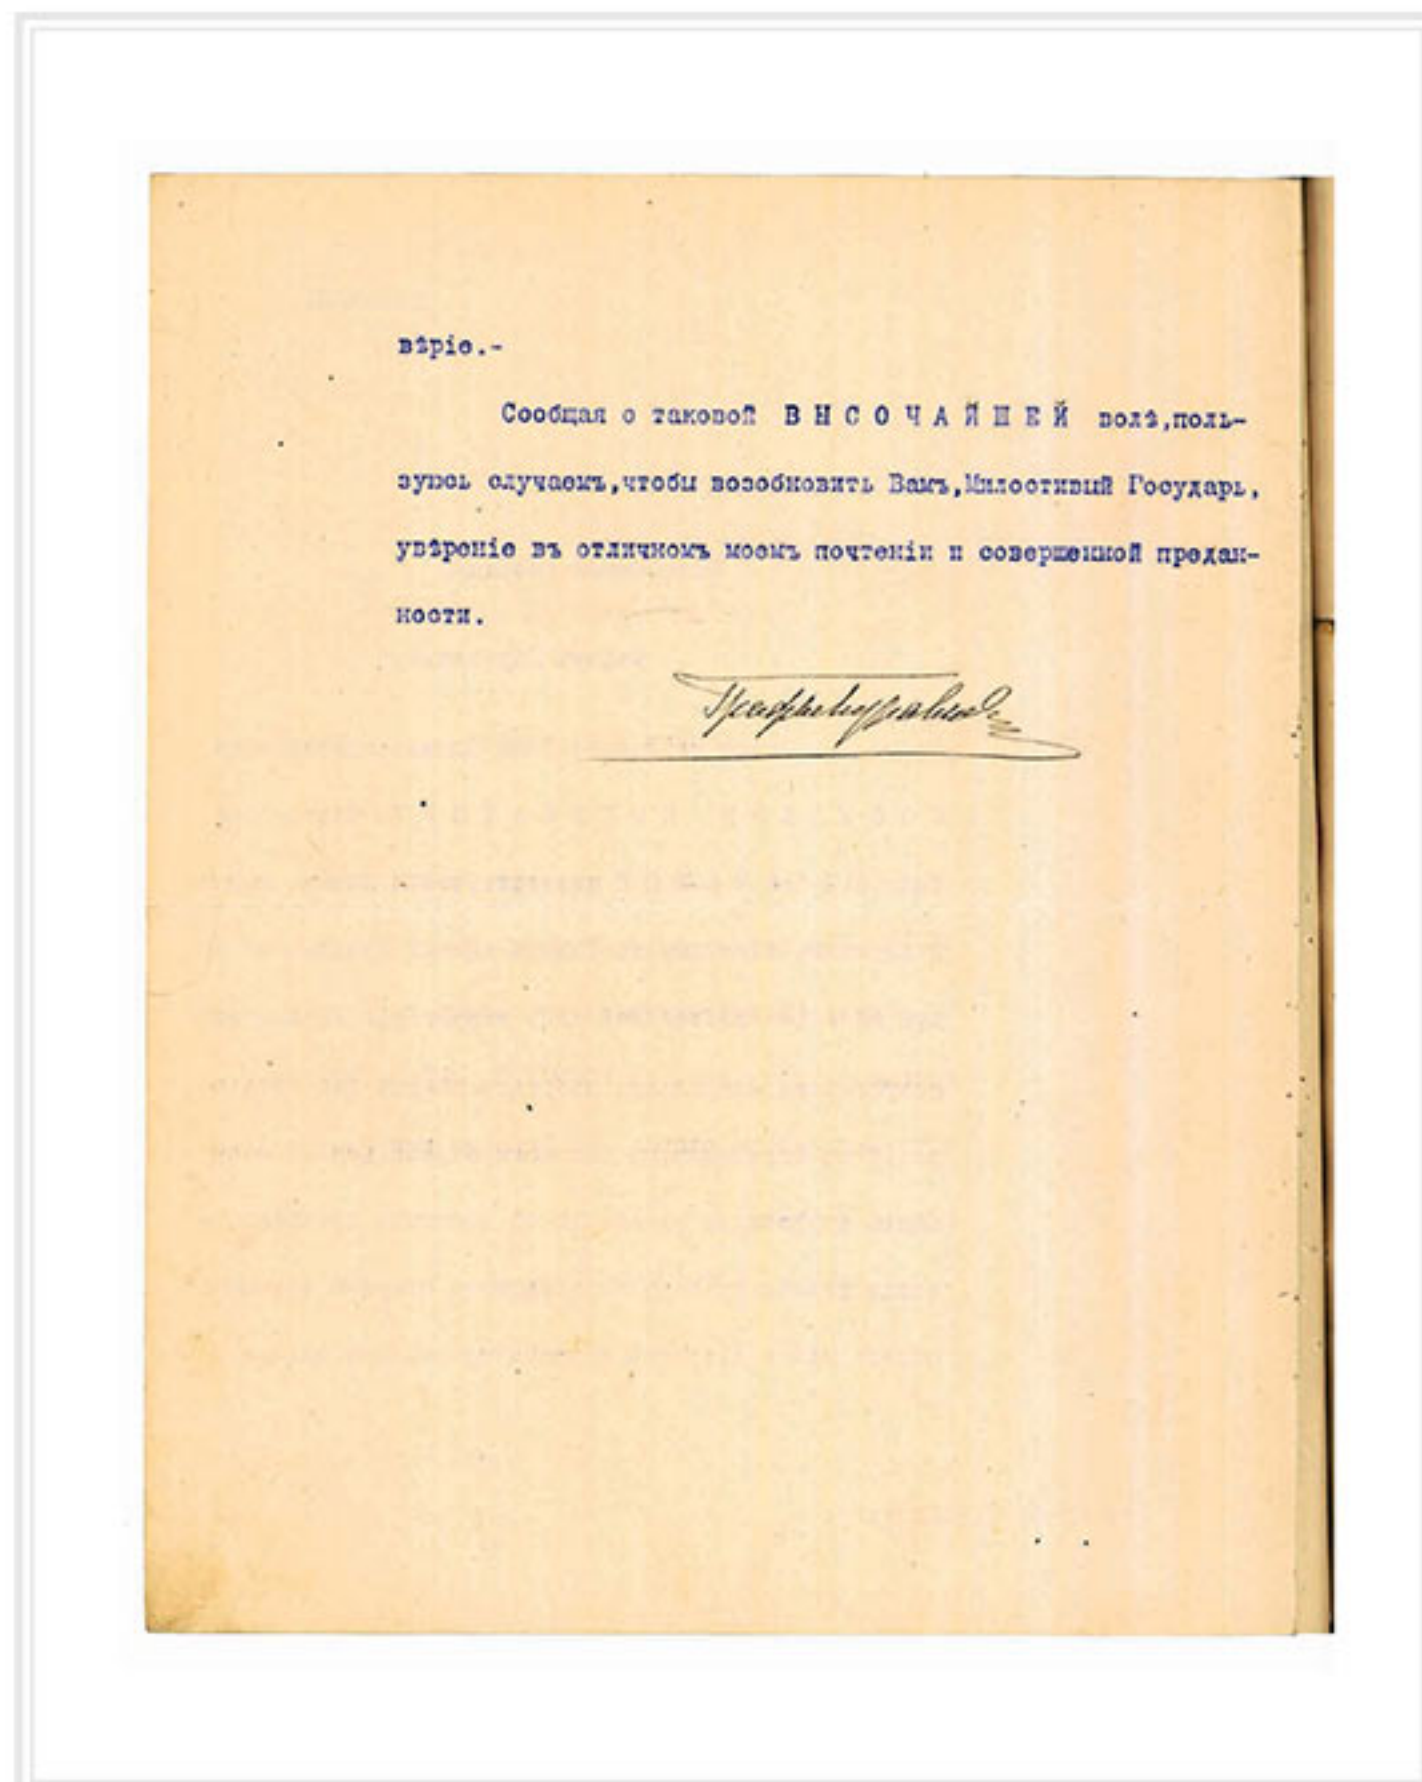 вѣріе.-
Сообщая о таковой ВЫСОЧАЙШЕЙ волѣ,поль-
зуюсь случаемъ,чтобы возобновить Вамъ,Милостивый Государь,
увѣреніе въ отличномъ моемъ почтеніи и совершенной предан-
ности.
Графъ